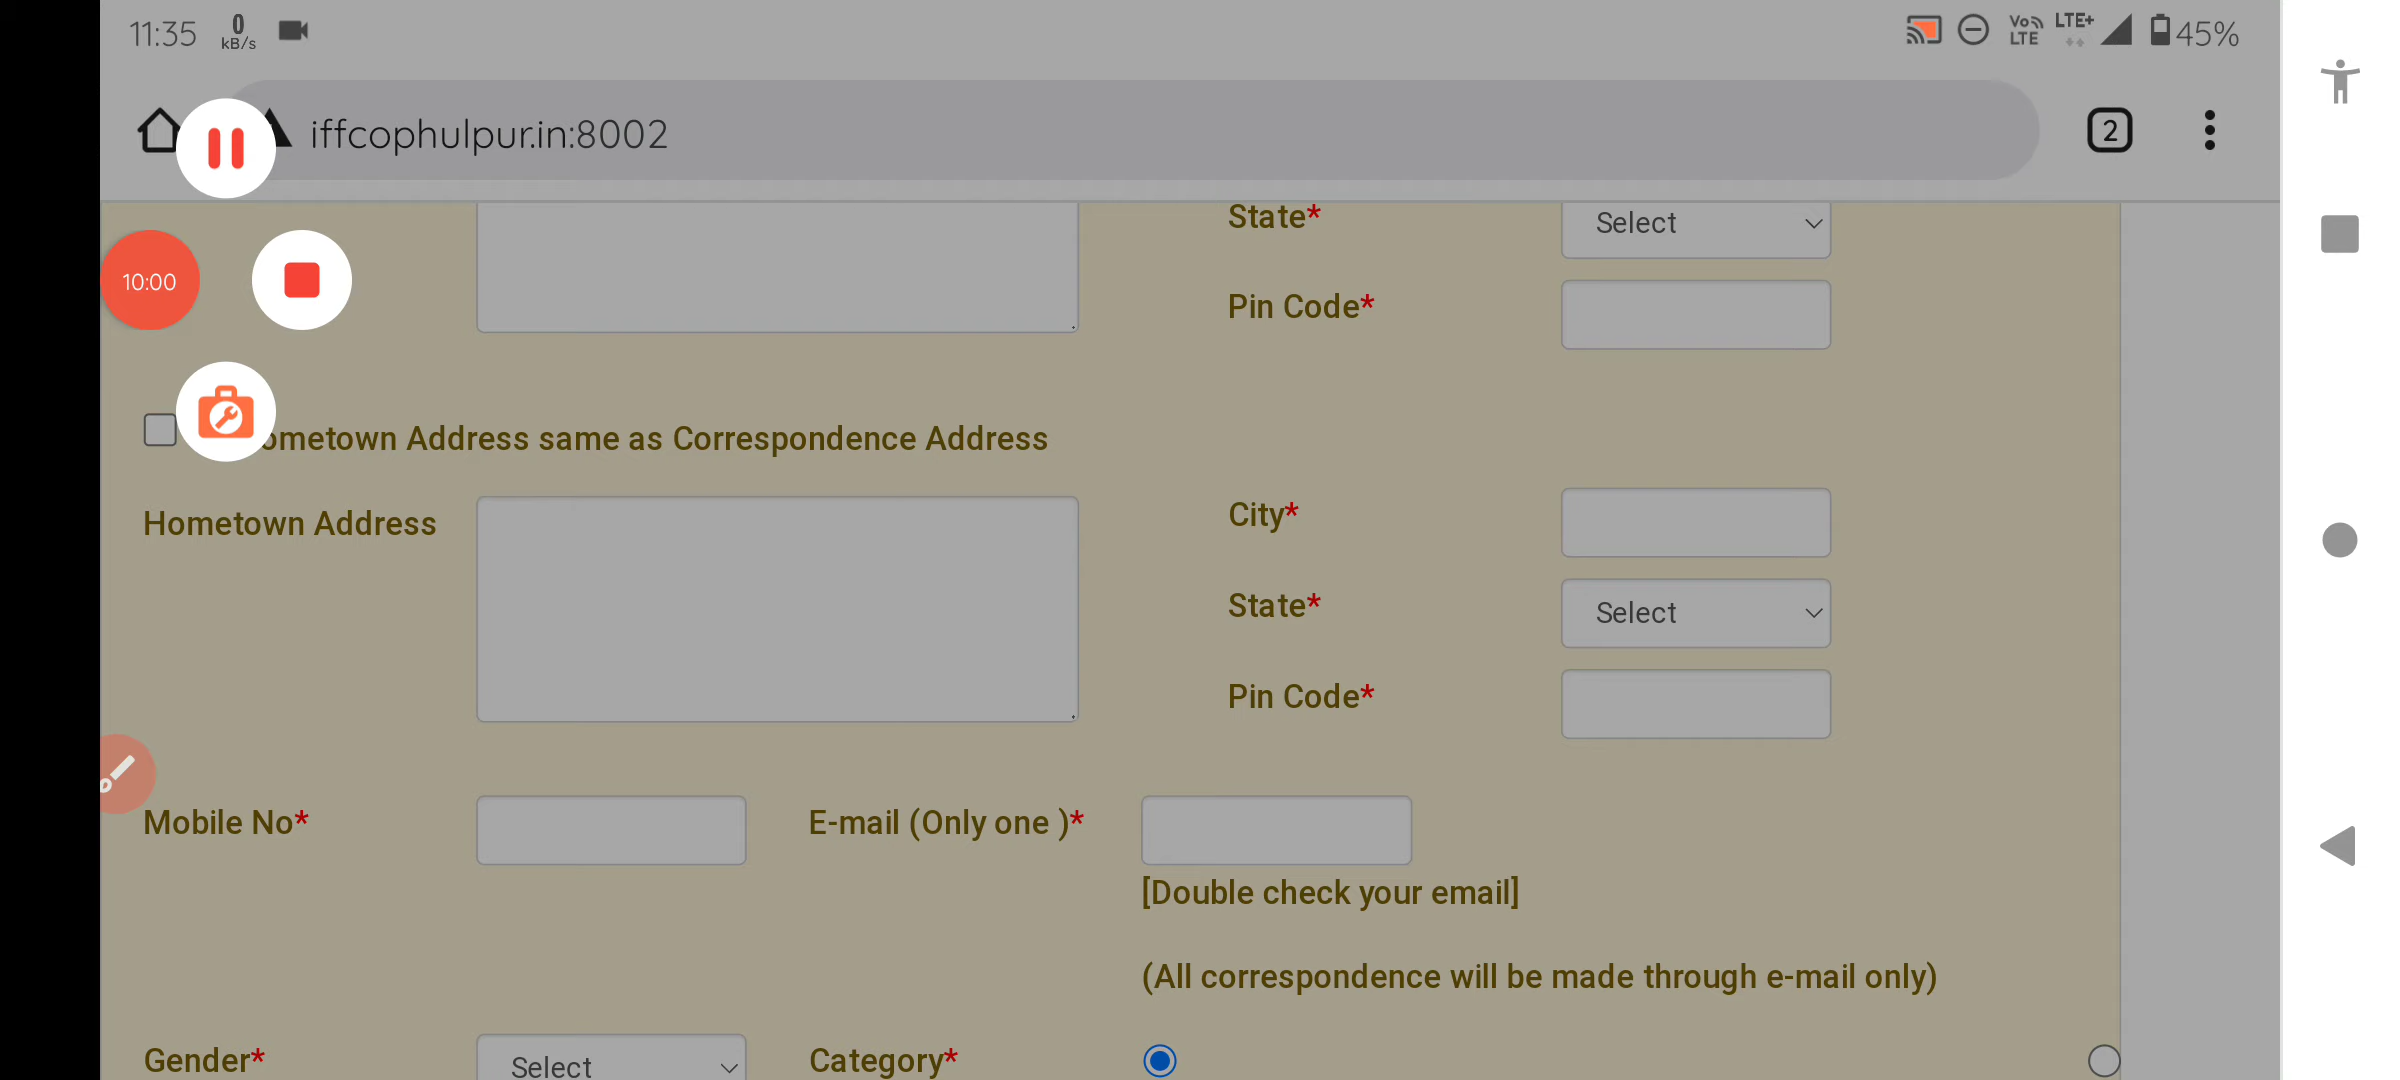 11:35 0 kB/s Vo LTE LTE+ 45%
iffcophulpur.in:8002 2
State* Select
10:00
Pin Code*
ometown Address same as Correspondence Address
Hometown Address City*
State* Select
Pin Code*
Mobile No* E-mail (Only one )*
[Double check your email]
(All correspondence will be made through e-mail only)
Gender* Select Category*